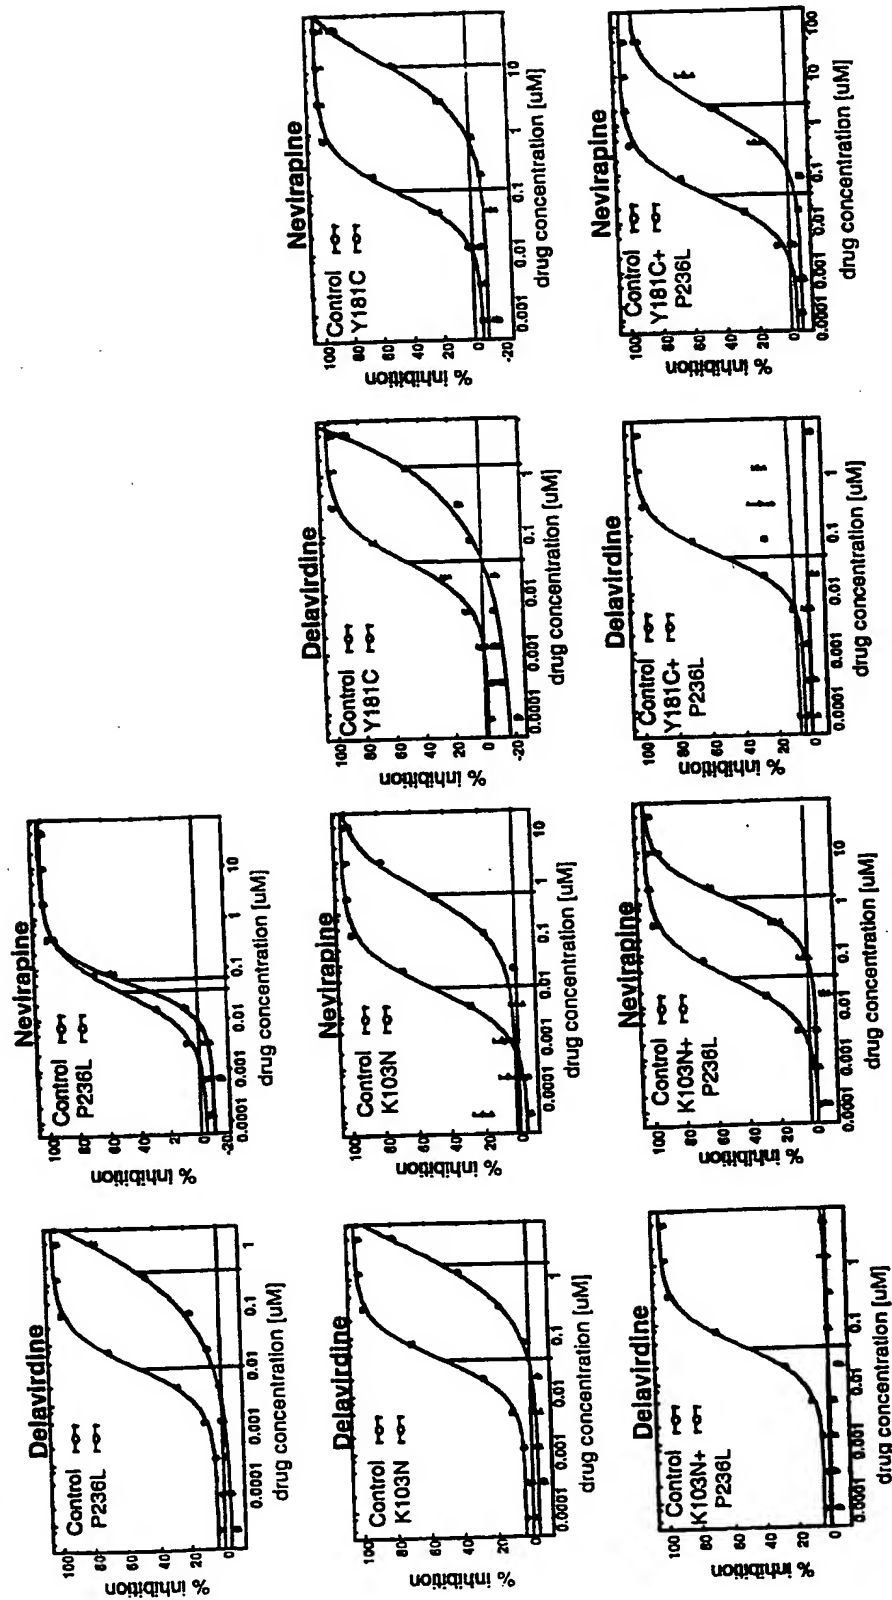 Delavirdine
Control
P236L
100
80
60
40
20
0
% inhibition
0.0001 0.001 0.01 0.1 1
drug concentration [uM]
Nevirapine
Control
P236L
100
80
60
40
20
0
-20
% inhibition
0.0001 0.001 0.01 0.1 1 10
drug concentration [uM]
Delavirdine
Control
K103N
100
80
60
40
20
0
% inhibition
0.0001 0.001 0.01 0.1 1
drug concentration [uM]
Nevirapine
Control
K103N
100
80
60
40
20
0
% inhibition
0.0001 0.001 0.01 0.1 1 10
drug concentration [uM]
Delavirdine
Control
Y181C
100
80
60
40
20
0
-20
% inhibition
0.0001 0.001 0.01 0.1 1
drug concentration [uM]
Nevirapine
Control
Y181C
100
80
60
40
20
0
-20
% inhibition
0.001 0.01 0.1 1 10
drug concentration [uM]
Delavirdine
Control
K103N+
P236L
100
80
60
40
20
0
% inhibition
0.0001 0.001 0.01 0.1 1
drug concentration [uM]
Nevirapine
Control
K103N+
P236L
100
80
60
40
20
0
% inhibition
0.0001 0.001 0.01 0.1 1 10
drug concentration [uM]
Delavirdine
Control
Y181C+
P236L
100
80
60
40
20
0
% inhibition
0.0001 0.001 0.01 0.1 1
drug concentration [uM]
Nevirapine
Control
Y181C+
P236L
100
80
60
40
20
0
% inhibition
0.0001 0.001 0.01 0.1 1 10 100
drug concentration [uM]